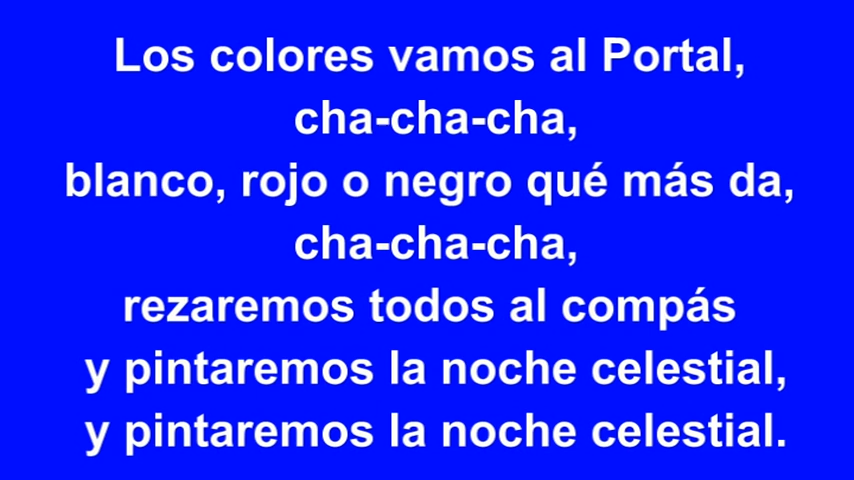 Los colores vamos al Portal,
cha-cha-cha,
blanco, rojo o negro qué más da,
cha-cha-cha,
rezaremos todos al compás
y pintaremos la noche celestial,
y pintaremos la noche celestial.